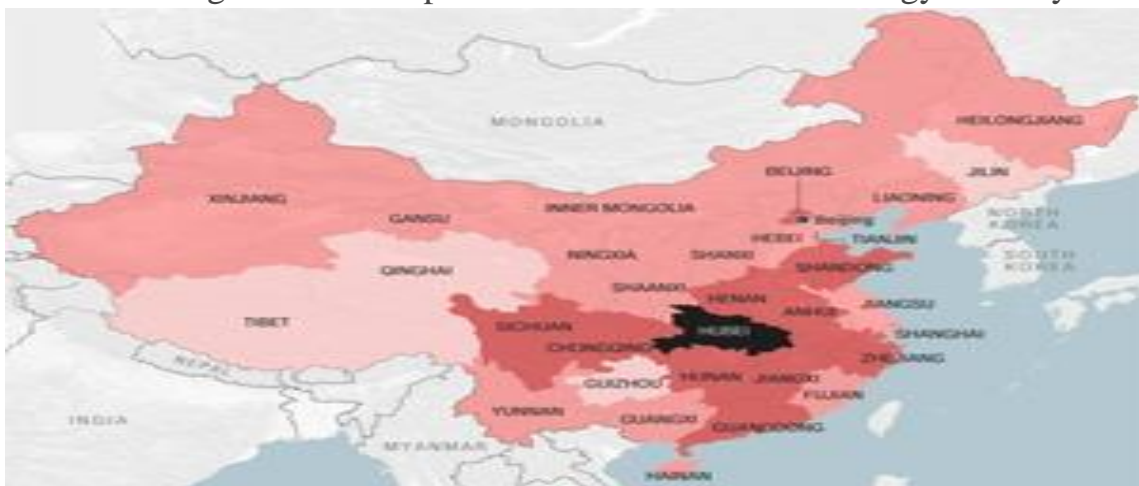 MONGOLIA
HEILONGJIANG
JILIN
BEIJING
XINJIANG
LIAONING
INNER MONGOLIA
GANSU
Beijing
NORTH
KOREA
HEBEI
TIANJIN
NINGXIA
SHANXI
SOUTH
KOREA
QINGHAI
SHANDONG
SHAANXI
HENAN
JIANGSU
ANHUI
TIBET
SICHUAN
HUBEI
SHANGHAI
CHONGQING
ZHEJIANG
NEPAL
GUIZHOU
HUNAN
JIANGXI
FUJIAN
YUNNAN
GUANGXI
INDIA
GUANGDONG
MYANMAR
HAINAN